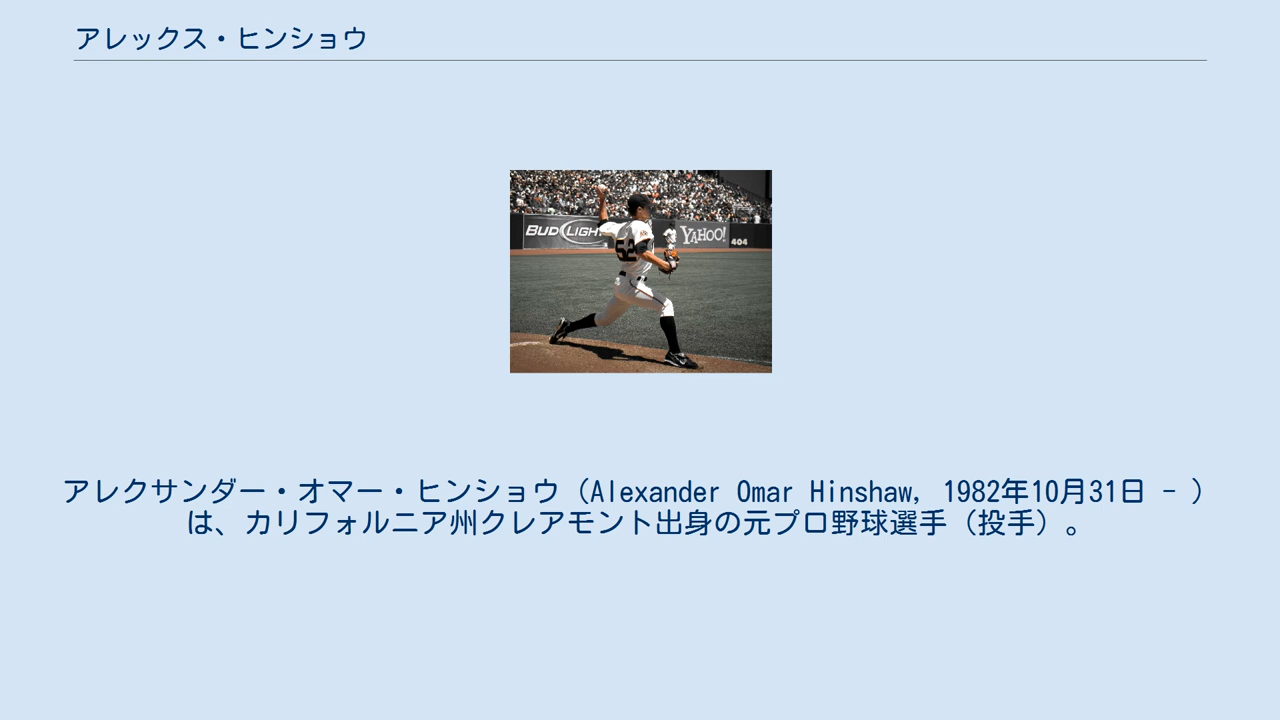 アレックス・ヒンショウ
BUD LIGHT
YAHOO!
404
52
アレクサンダー・オマー・ヒンショウ（Alexander Omar Hinshaw, 1982年10月31日 - ）
は、カリフォルニア州クレアモント出身の元プロ野球選手（投手）。